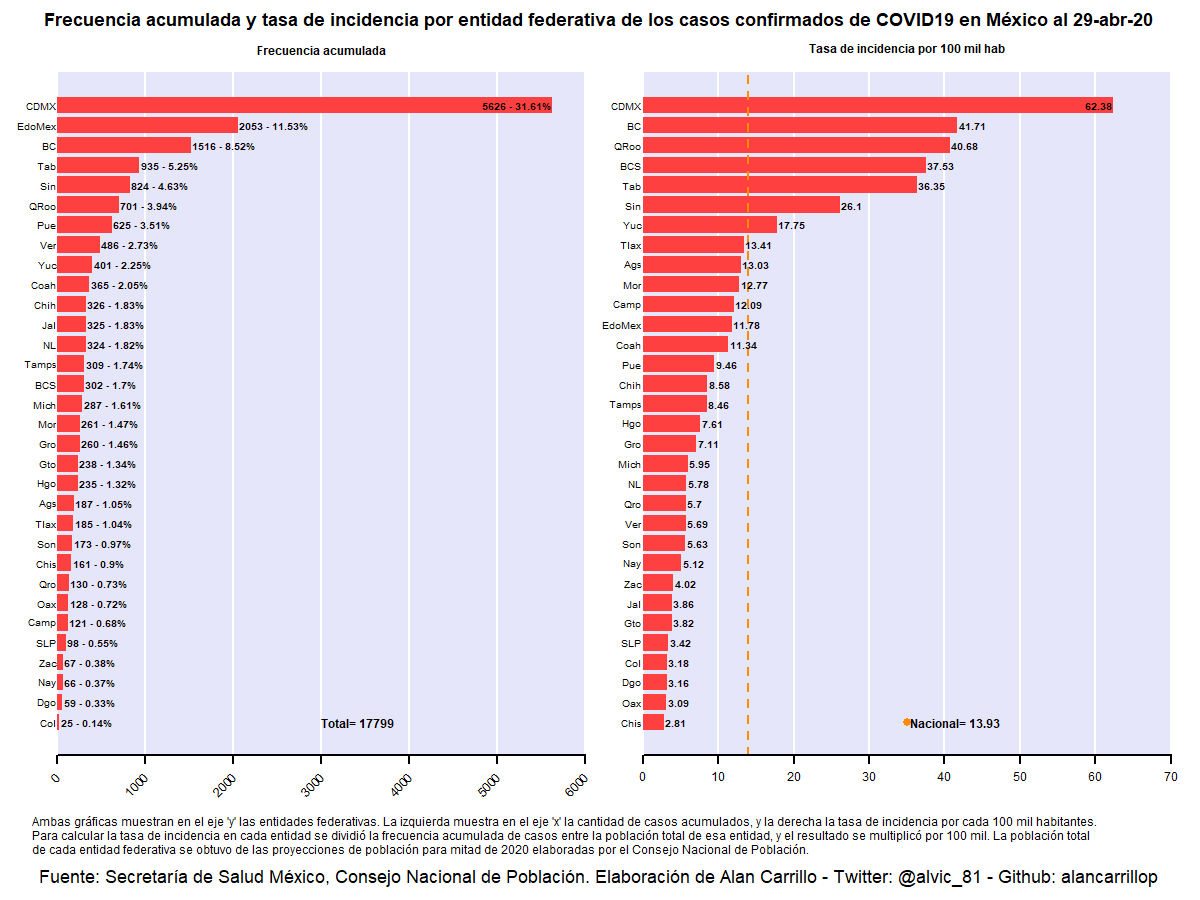 Frecuencia acumulada y tasa de incidencia por entidad federativa de los casos confirmados de COVID19 en México al 29-abr-20
Frecuencia acumulada
CDMX 5626 - 31.61%
EdoMex 2053 - 11.53%
BC 1516 - 8.52%
Tab 935 - 5.25%
Sin 824 - 4.63%
QRoo 701 - 3.94%
Pue 625 - 3.51%
Ver 486 - 2.73%
Yuc 401 - 2.25%
Coah 365 - 2.05%
Chih 326 - 1.83%
Jal 325 - 1.83%
NL 324 - 1.82%
Tamps 309 - 1.74%
BCS 302 - 1.7%
Mich 287 - 1.61%
Mor 261 - 1.47%
Gro 260 - 1.46%
Gto 238 - 1.34%
Hgo 235 - 1.32%
Ags 187 - 1.05%
Tlax 185 - 1.04%
Son 173 - 0.97%
Chis 161 - 0.9%
Qro 130 - 0.73%
Oax 128 - 0.72%
Camp 121 - 0.68%
SLP 98 - 0.55%
Zac 67 - 0.38%
Nay 66 - 0.37%
Dgo 59 - 0.33%
Col 25 - 0.14%
Total= 17799
0 1000 2000 3000 4000 5000 6000
Tasa de incidencia por 100 mil hab
CDMX 62.38
BC 41.71
QRoo 40.68
BCS 37.53
Tab 36.35
Sin 26.1
Yuc 17.75
Tlax 13.41
Ags 13.03
Mor 12.77
Camp 12.09
EdoMex 11.78
Coah 11.34
Pue 9.46
Chih 8.58
Tamps 8.46
Hgo 7.61
Gro 7.11
Mich 5.95
NL 5.78
Qro 5.7
Ver 5.69
Son 5.63
Nay 5.12
Zac 4.02
Jal 3.86
Gto 3.82
SLP 3.42
Col 3.18
Dgo 3.16
Oax 3.09
Chis 2.81
Nacional= 13.93
0 10 20 30 40 50 60 70
Ambas gráficas muestran en el eje 'y' las entidades federativas. La izquierda muestra en el eje 'x' la cantidad de casos acumulados, y la derecha la tasa de incidencia por cada 100 mil habitantes.
Para calcular la tasa de incidencia en cada entidad se dividió la frecuencia acumulada de casos entre la población total de esa entidad, y el resultado se multiplicó por 100 mil. La población total
de cada entidad federativa se obtuvo de las proyecciones de población para mitad de 2020 elaboradas por el Consejo Nacional de Población.
Fuente: Secretaría de Salud México, Consejo Nacional de Población. Elaboración de Alan Carrillo - Twitter: @alvic_81 - Github: alancarrillop